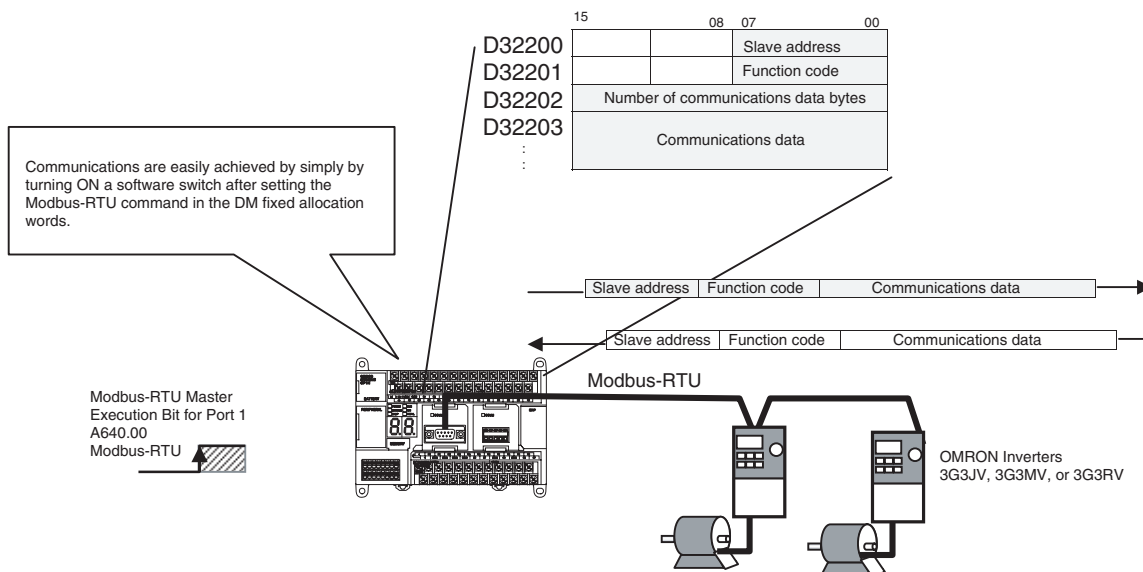 15 08 07 00
D32200 Slave address
D32201 Function code
D32202 Number of communications data bytes
D32203 Communications data
Communications are easily achieved by simply by
turning ON a software switch after setting the
Modbus-RTU command in the DM fixed allocation
words.
Slave address Function code Communications data
Slave address Function code Communications data
Modbus-RTU
Modbus-RTU Master
Execution Bit for Port 1
A640.00
Modbus-RTU
BATTERY
PERIPHERAL
OMRON Inverters
3G3JV, 3G3MV, or 3G3RV